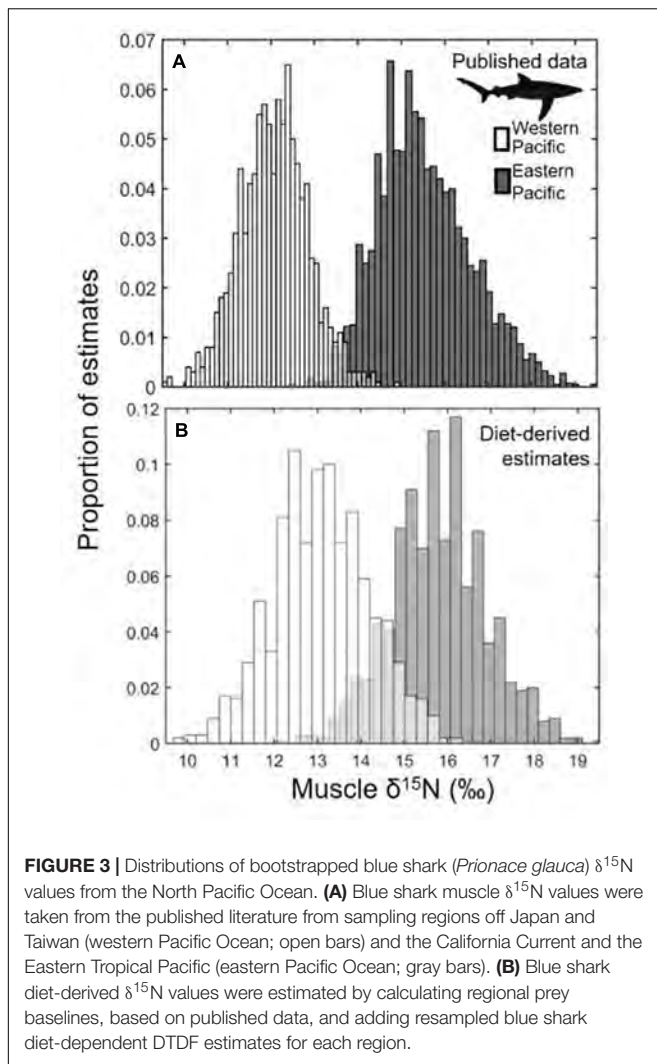 0.07
A
Published data
0.06
Western
Pacific
0.05
Eastern
Pacific
0.04
0.03
0.02
0.01
0
Proportion of estimates
0.12
B
Diet-derived
estimates
0.1
0.08
0.06
0.04
0.02
0
10 11 12 13 14 15 16 17 18 19
Muscle δ¹⁵N (‰)
FIGURE 3 | Distributions of bootstrapped blue shark (Prionace glauca) δ¹⁵N
values from the North Pacific Ocean. (A) Blue shark muscle δ¹⁵N values were
taken from the published literature from sampling regions off Japan and
Taiwan (western Pacific Ocean; open bars) and the California Current and the
Eastern Tropical Pacific (eastern Pacific Ocean; gray bars). (B) Blue shark
diet-derived δ¹⁵N values were estimated by calculating regional prey
baselines, based on published data, and adding resampled blue shark
diet-dependent DTDF estimates for each region.